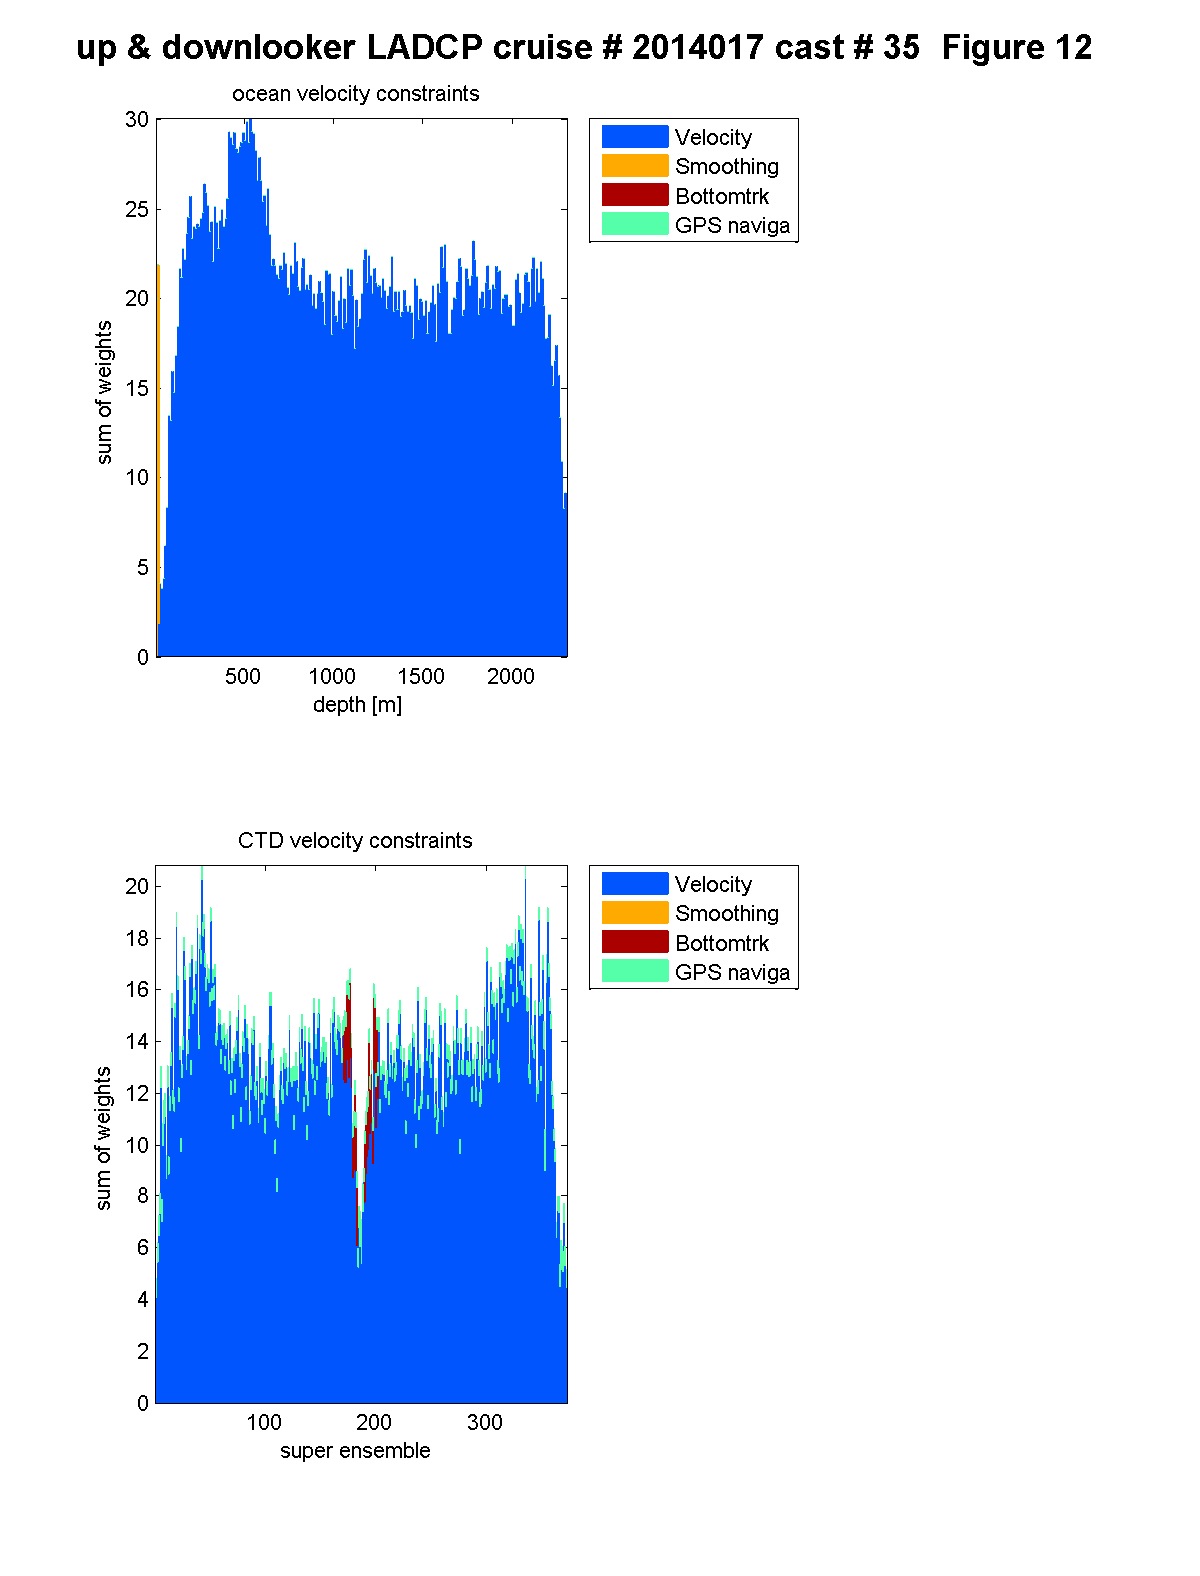 up & downlooker LADCP cruise # 2014017 cast # 35  Figure 12
ocean velocity constraints
30
25
20
15
10
5
0
sum of weights
500 1000 1500 2000
depth [m]
Velocity
Smoothing
Bottomtrk
GPS naviga
CTD velocity constraints
20
18
16
14
12
10
8
6
4
2
0
sum of weights
100 200 300
super ensemble
Velocity
Smoothing
Bottomtrk
GPS naviga